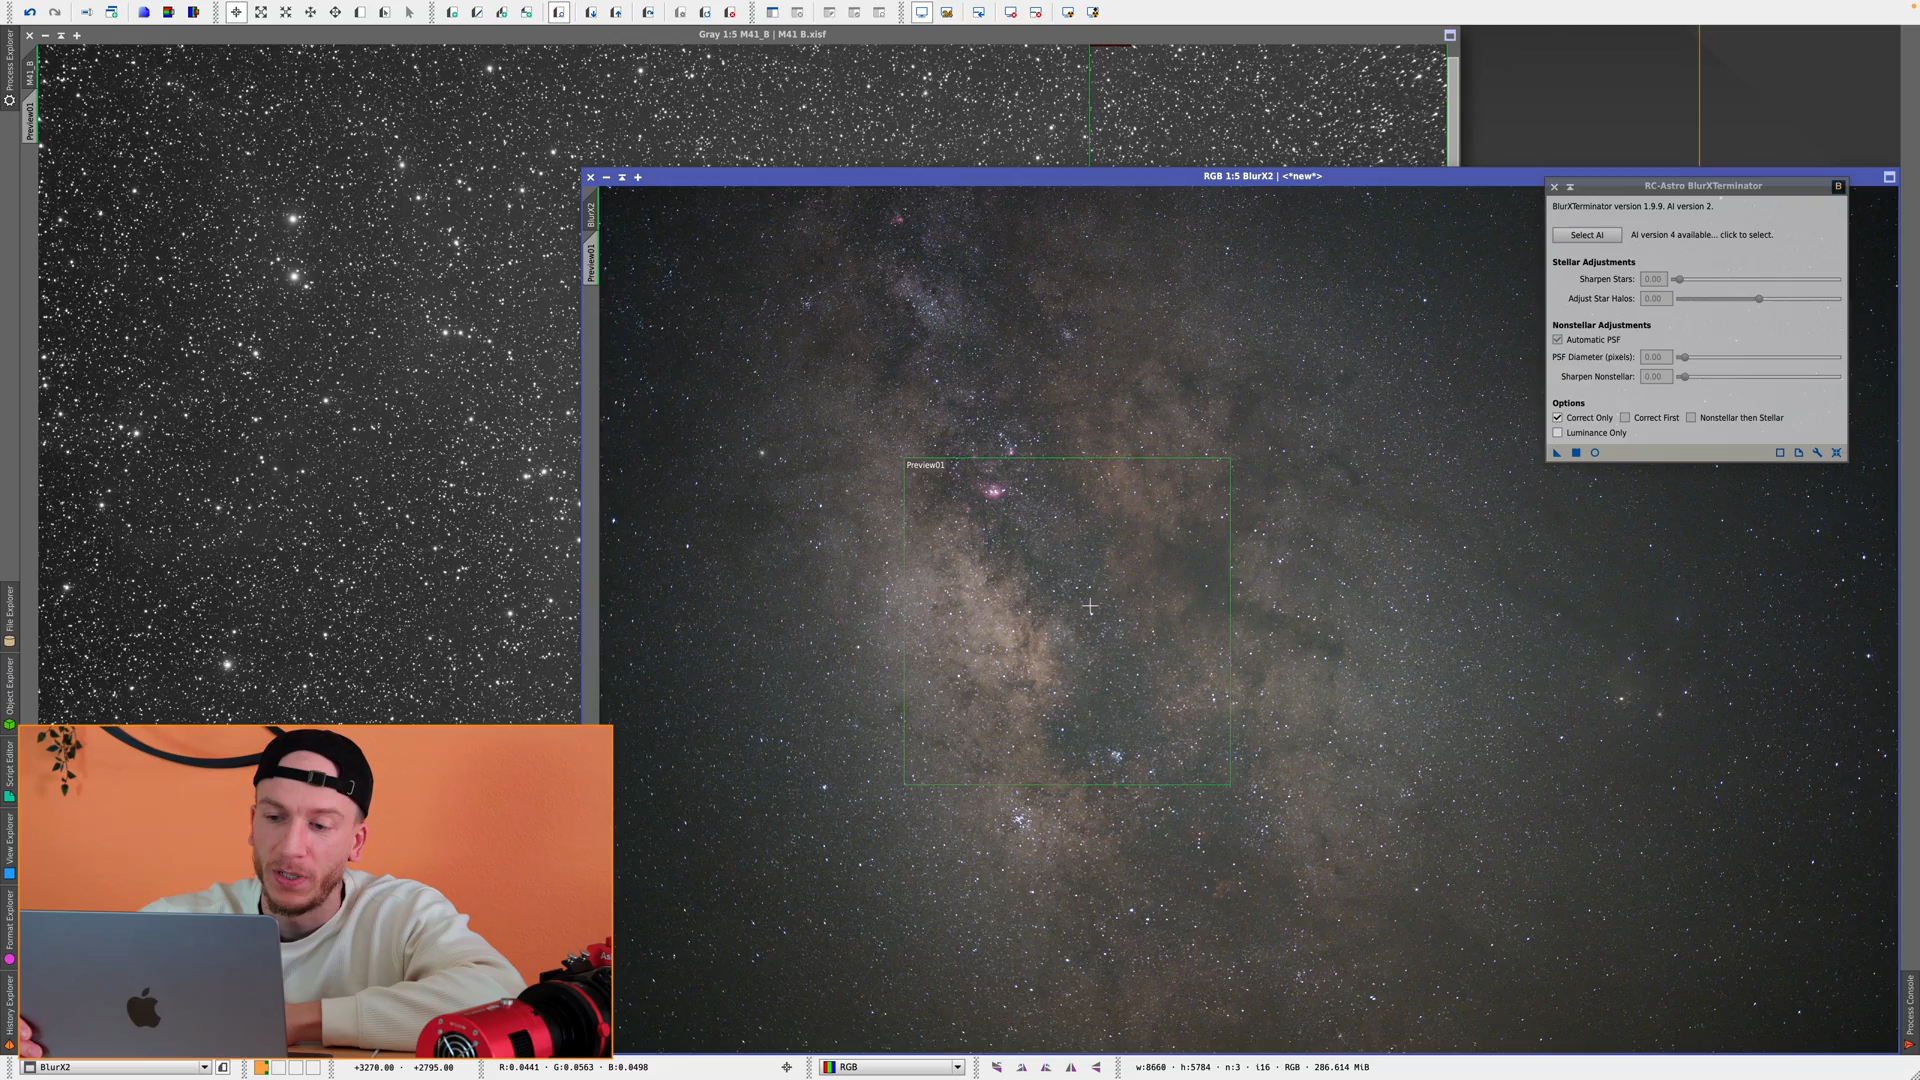 Gray 1:5 M41_B | M41 B.xisf
Process Explorer
M41_B
Preview01
RGB 1:5 BlurX2 | <*new*>
BlurX2
Preview01
RC-Astro BlurXTerminator
B
BlurXTerminator version 1.9.9. AI version 2.
Select AI
AI version 4 available... click to select.
Stellar Adjustments
Sharpen Stars: 0.00
Adjust Star Halos: 0.00
Nonstellar Adjustments
Automatic PSF
PSF Diameter (pixels): 0.00
Sharpen Nonstellar: 0.00
Options
Correct Only
Correct First
Nonstellar then Stellar
Luminance Only
Preview01
File Explorer
Object Explorer
Script Editor
View Explorer
Format Explorer
History Explorer
Process Console
BlurX2
+3270.00 · +2795.00
R:0.0441 · G:0.0563 · B:0.0498
RGB
w:8660 · h:5784 · n:3 · i16 · RGB · 286.614 MiB